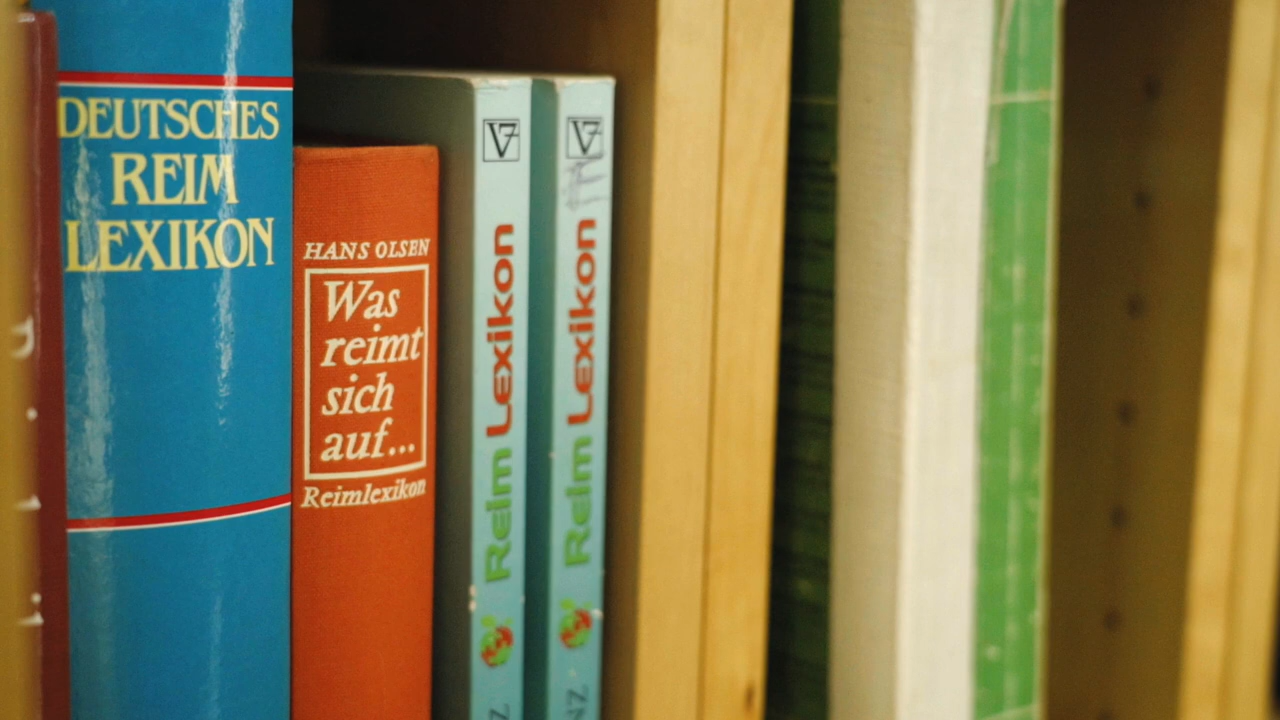 DEUTSCHES
REIM
LEXIKON
HANS OLSEN
Was
reimt
sich
auf...
Reimlexikon
Reim Lexikon
Reim Lexikon